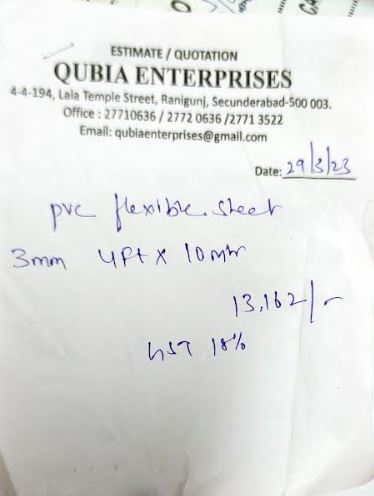 ESTIMATE / QUOTATION
QUBIA ENTERPRISES
4-4-194, Lala Temple Street, Ranigunj, Secunderabad-500 003.
Office : 27710636 / 2772 0636 /2771 3522
Email: qubiaenterprises@gmail.com
Date: 29/3/23
pvc flexible sheet
3mm 4Ft x 10mtr
13,162/-
GST 18%